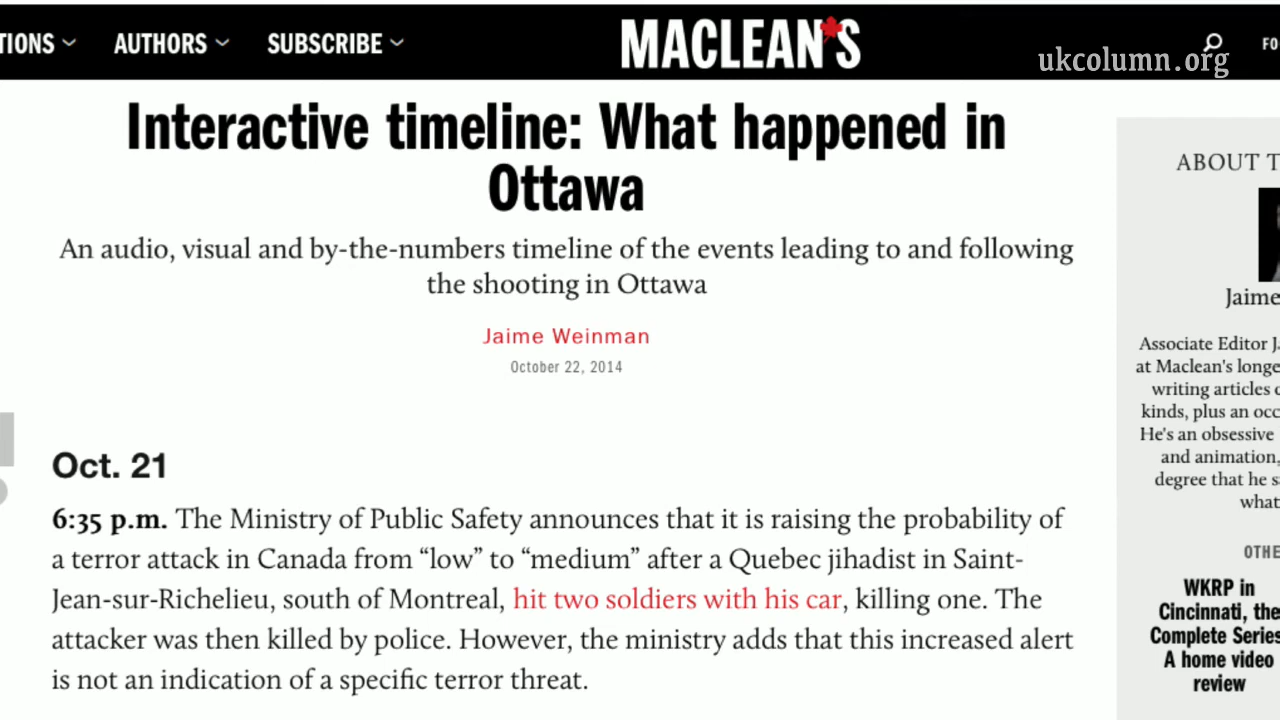 TIONS
AUTHORS
SUBSCRIBE
MACLEAN'S
ukcolumn.org
FO
Interactive timeline: What happened in
Ottawa
An audio, visual and by-the-numbers timeline of the events leading to and following
the shooting in Ottawa
Jaime Weinman
October 22, 2014
Oct. 21
6:35 p.m. The Ministry of Public Safety announces that it is raising the probability of
a terror attack in Canada from “low” to “medium” after a Quebec jihadist in Saint-
Jean-sur-Richelieu, south of Montreal, hit two soldiers with his car, killing one. The
attacker was then killed by police. However, the ministry adds that this increased alert
is not an indication of a specific terror threat.
ABOUT T
Jaime
Associate Editor J
at Maclean's longe
writing articles o
kinds, plus an occ
He's an obsessive
and animation,
degree that he s
what
OTHE
WKRP in
Cincinnati, the
Complete Series
A home video
review